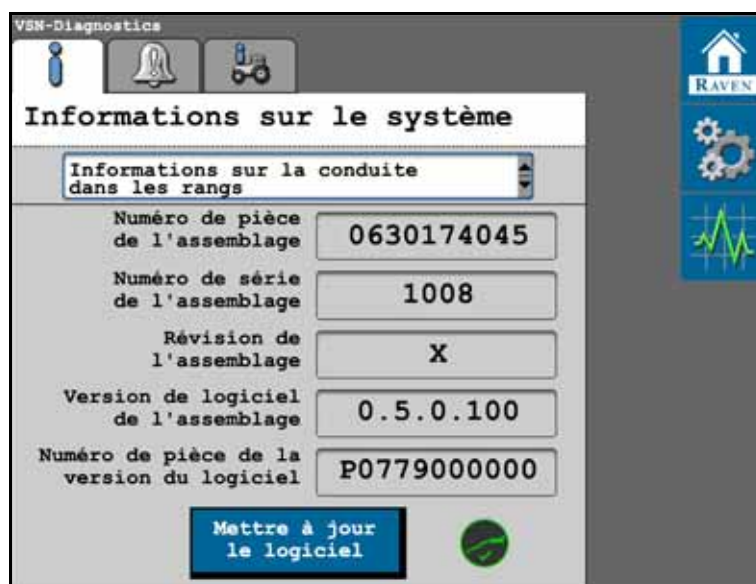 VSN-Diagnostics
RAVEN
Informations sur le système
Informations sur la conduite
dans les rangs
Numéro de pièce
de l'assemblage
0630174045
Numéro de série
de l'assemblage
1008
Révision de
l'assemblage
X
Version de logiciel
de l'assemblage
0.5.0.100
Numéro de pièce de la
version du logiciel
P0779000000
Mettre à jour
le logiciel